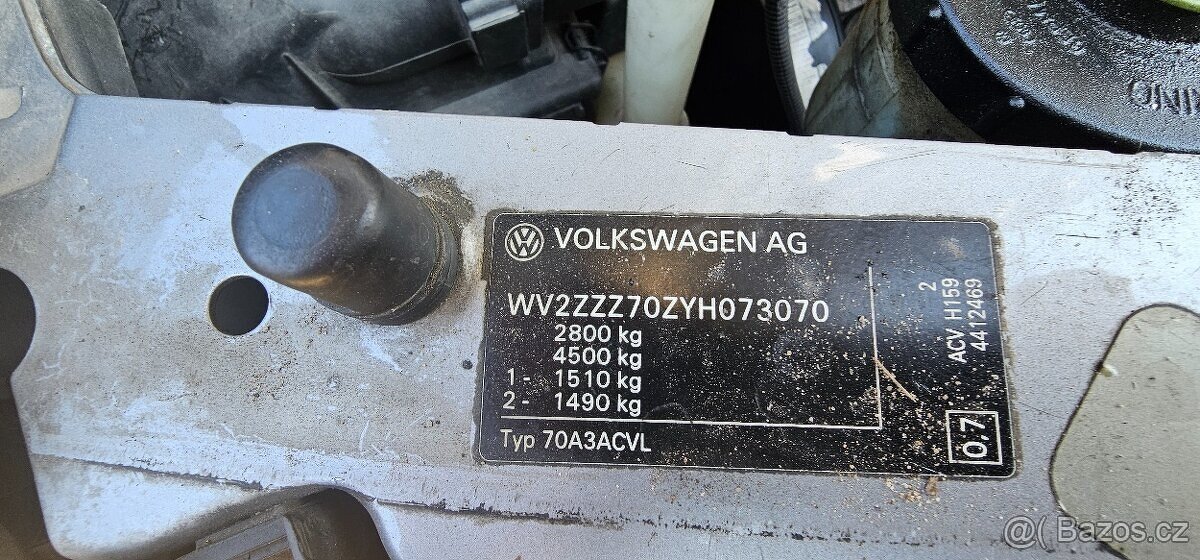 VOLKSWAGEN AG
WV2ZZZ70ZYH073070
2800 kg
4500 kg
1- 1510 kg
2- 1490 kg
Typ 70A3ACVL
2
ACV H159
4412469
0,7
Bazos.cz